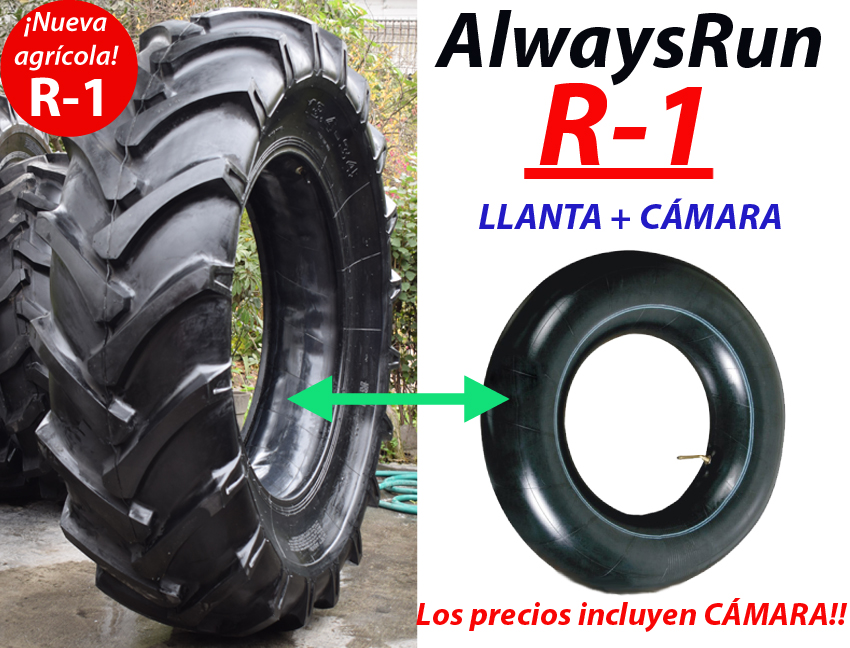 ¡Nueva
agrícola!
R-1
AlwaysRun
R-1
LLANTA + CÁMARA
Los precios incluyen CÁMARA!!